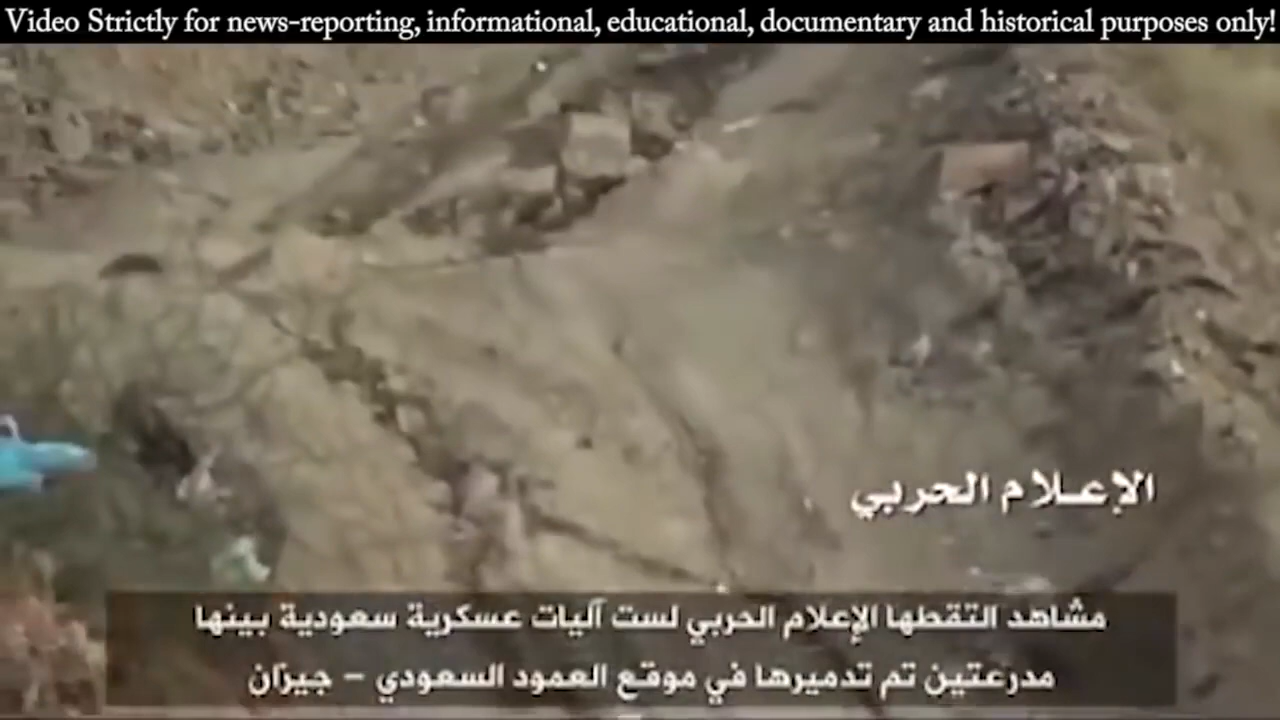 Video Strictly for news-reporting, informational, educational, documentary and historical purposes only!
الإعلام الحربي
مشاهد التقطها الإعلام الحربي لست آليات عسكرية سعودية بينها
مدرعتين تم تدميرها في موقع العمود السعودي - جيزان